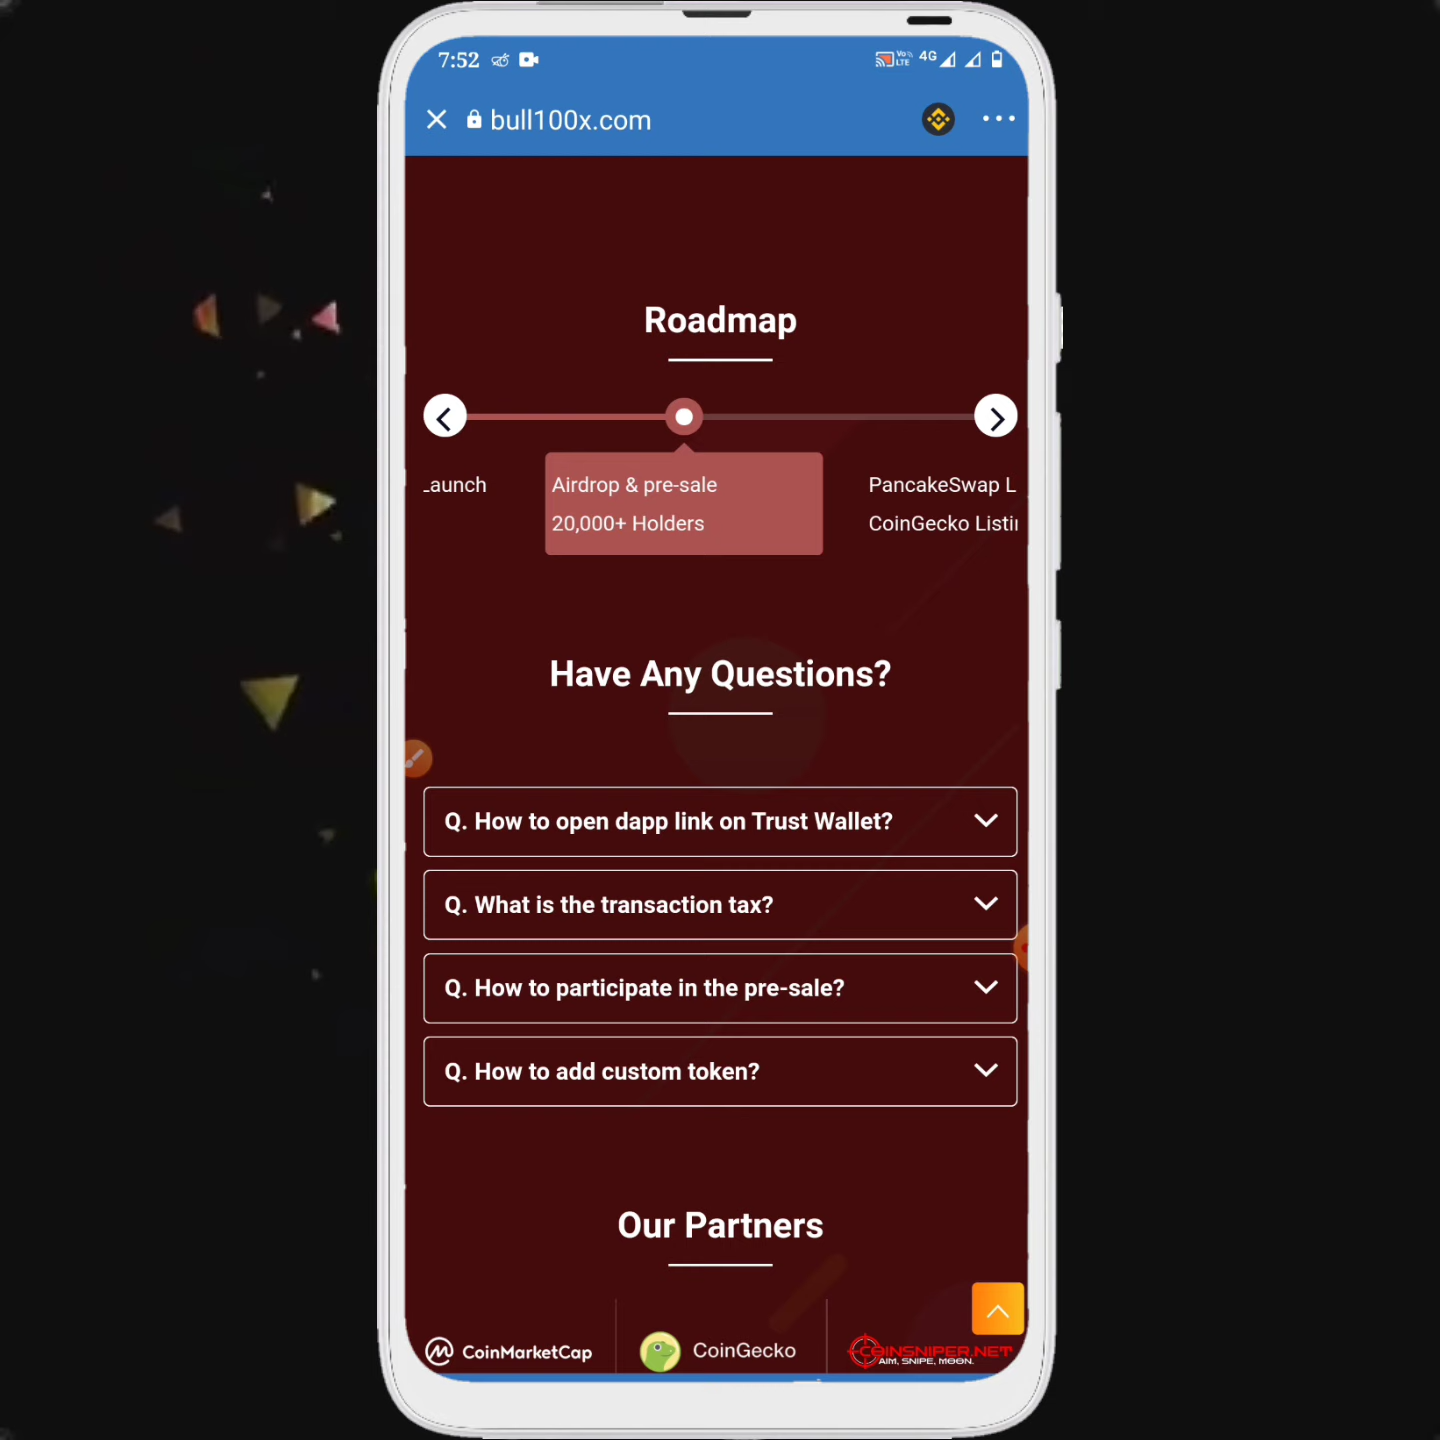 7:52
Vo
LTE
4G
bull100x.com
Roadmap
Airdrop & pre-sale
PancakeSwap L
20,000+ Holders
CoinGecko
Have Any Questions?
Q. How to open dapp link on Trust Wallet?
Q. What is the transaction tax?
Q. How to participate in the pre-sale?
Q. How to add custom token?
Our Partners
CoinMarketCap
CoinGecko
COINSNIPER.NET
AIM, SNIPE, MOON.